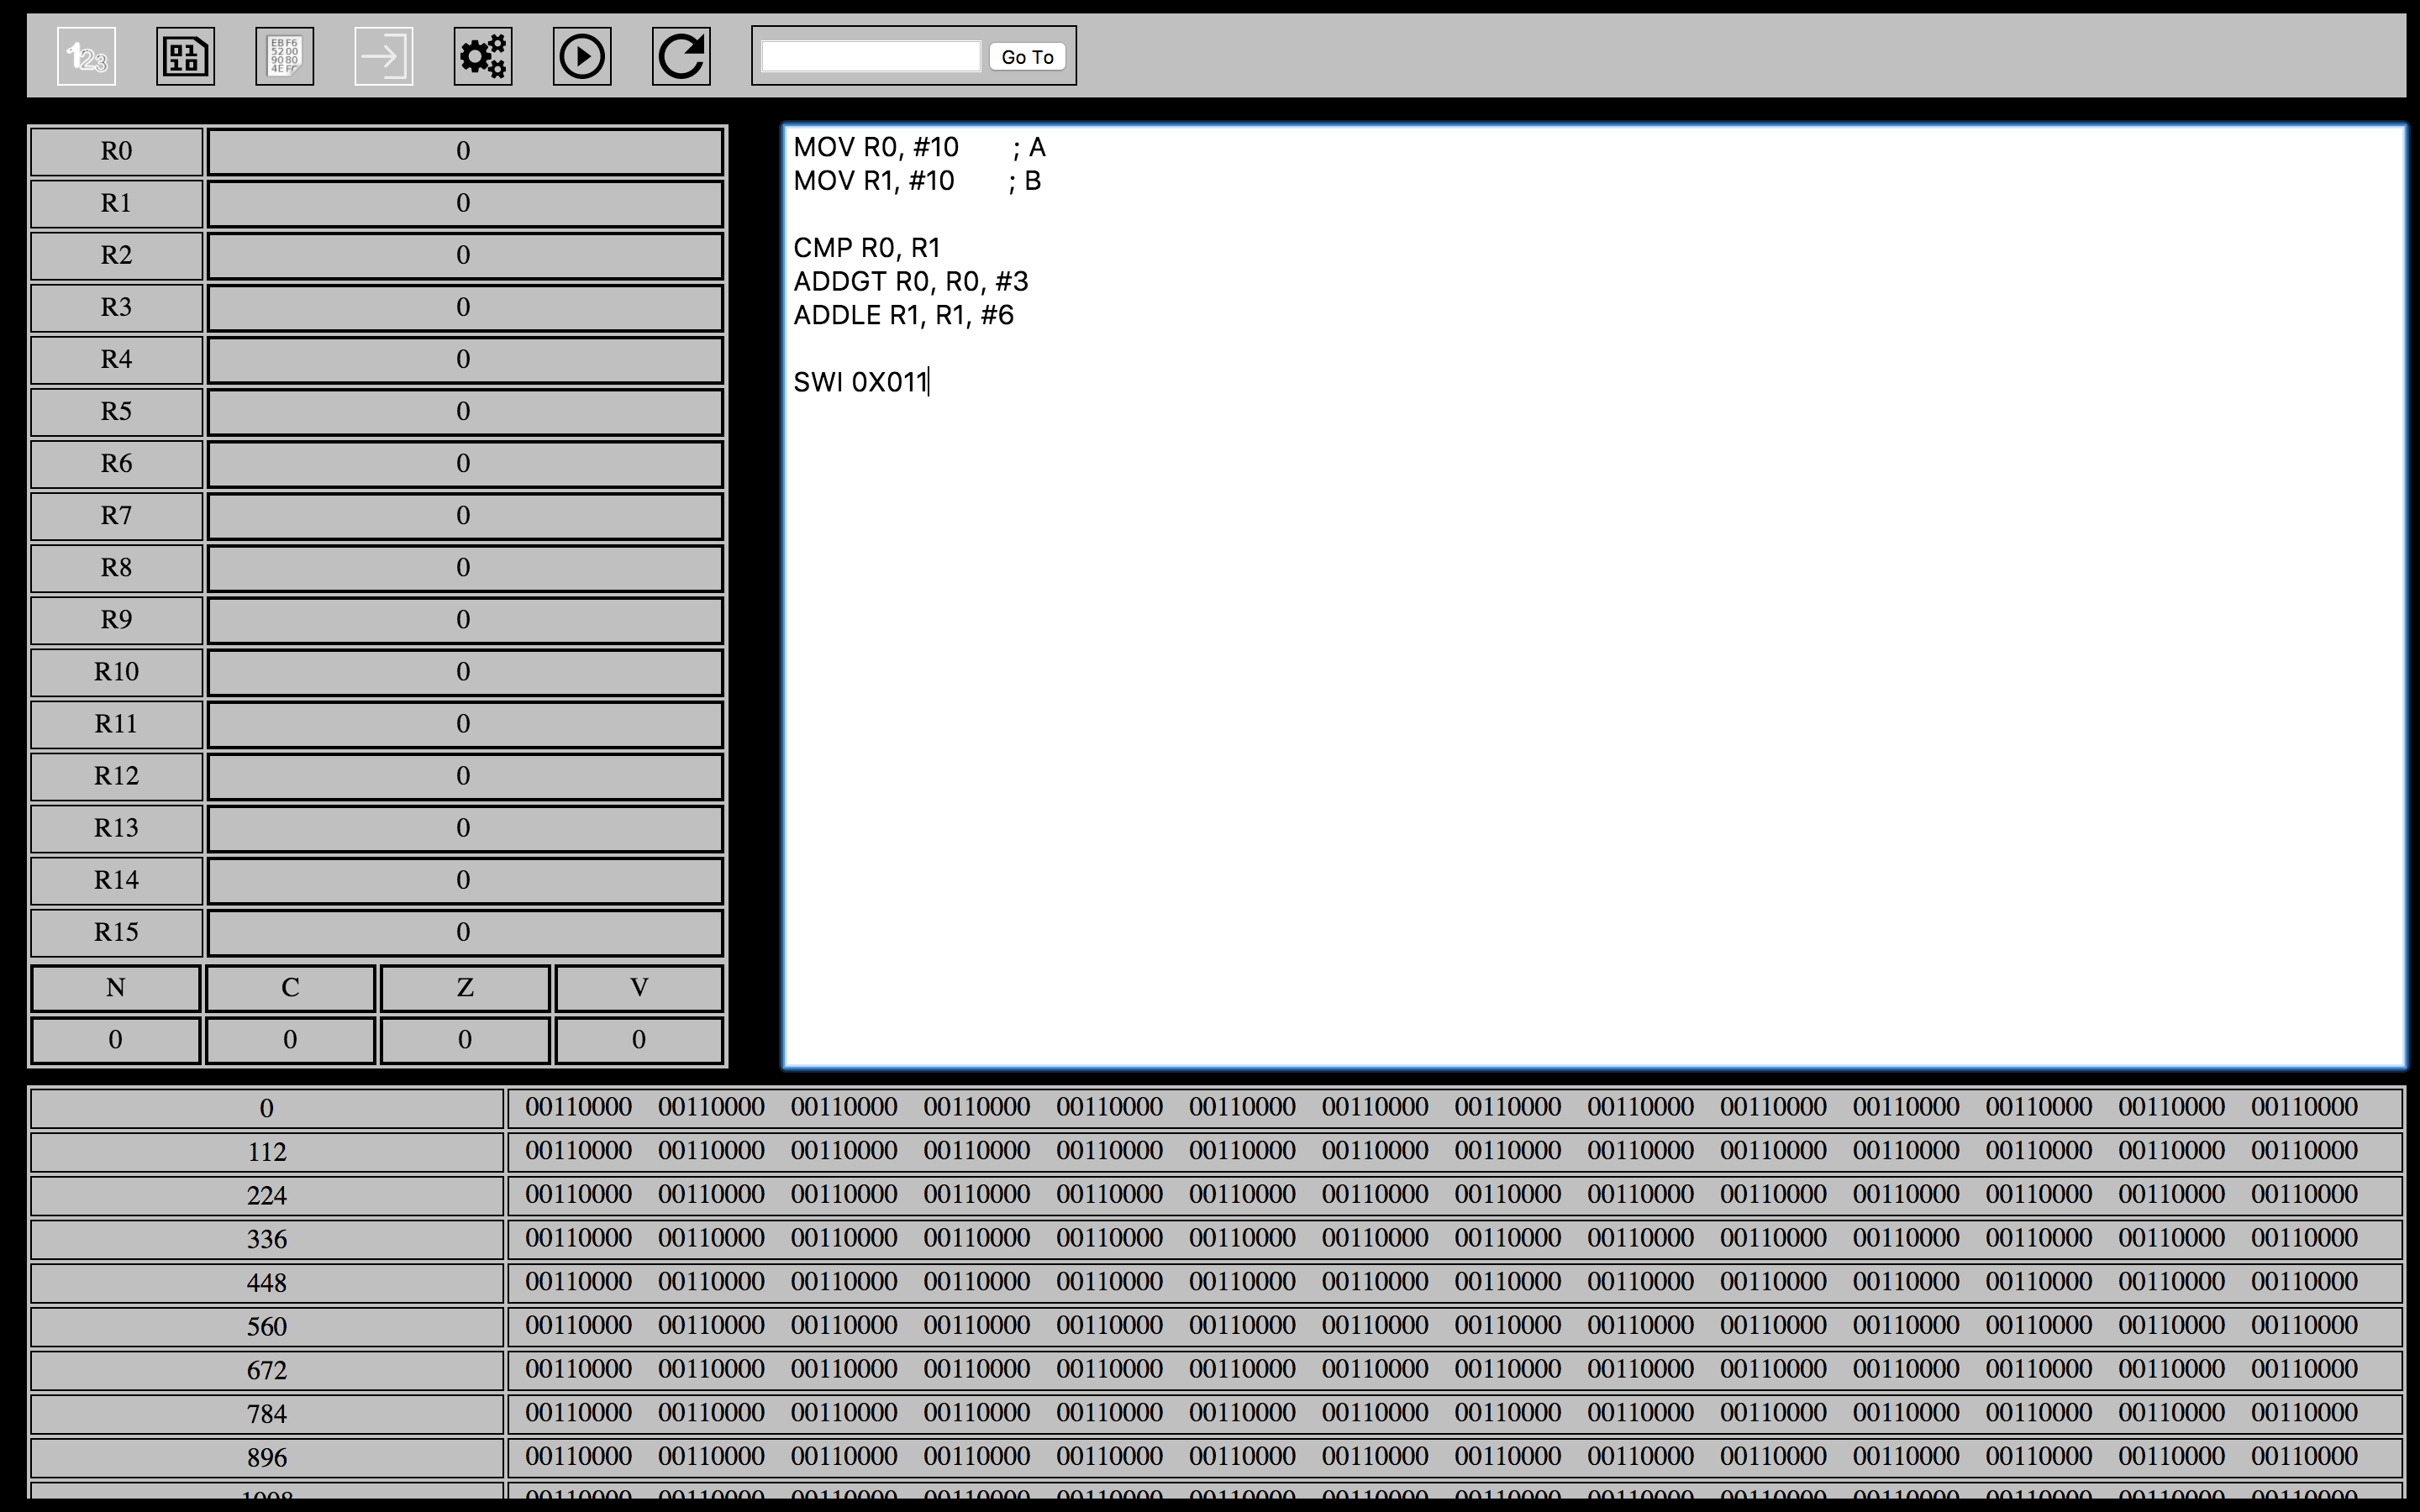 123
01
10
EBF6
5200
9080
Go To
R0 0
R1 0
R2 0
R3 0
R4 0
R5 0
R6 0
R7 0
R8 0
R9 0
R10 0
R11 0
R12 0
R13 0
R14 0
R15 0
N C Z V
0 0 0 0
MOV R0, #10 ; A
MOV R1, #10 ; B
CMP R0, R1
ADDGT R0, R0, #3
ADDLE R1, R1, #6
SWI 0X011
0 00110000 00110000 00110000 00110000 00110000 00110000 00110000 00110000 00110000 00110000 00110000 00110000 00110000 00110000
112 00110000 00110000 00110000 00110000 00110000 00110000 00110000 00110000 00110000 00110000 00110000 00110000 00110000 00110000
224 00110000 00110000 00110000 00110000 00110000 00110000 00110000 00110000 00110000 00110000 00110000 00110000 00110000 00110000
336 00110000 00110000 00110000 00110000 00110000 00110000 00110000 00110000 00110000 00110000 00110000 00110000 00110000 00110000
448 00110000 00110000 00110000 00110000 00110000 00110000 00110000 00110000 00110000 00110000 00110000 00110000 00110000 00110000
560 00110000 00110000 00110000 00110000 00110000 00110000 00110000 00110000 00110000 00110000 00110000 00110000 00110000 00110000
672 00110000 00110000 00110000 00110000 00110000 00110000 00110000 00110000 00110000 00110000 00110000 00110000 00110000 00110000
784 00110000 00110000 00110000 00110000 00110000 00110000 00110000 00110000 00110000 00110000 00110000 00110000 00110000 00110000
896 00110000 00110000 00110000 00110000 00110000 00110000 00110000 00110000 00110000 00110000 00110000 00110000 00110000 00110000